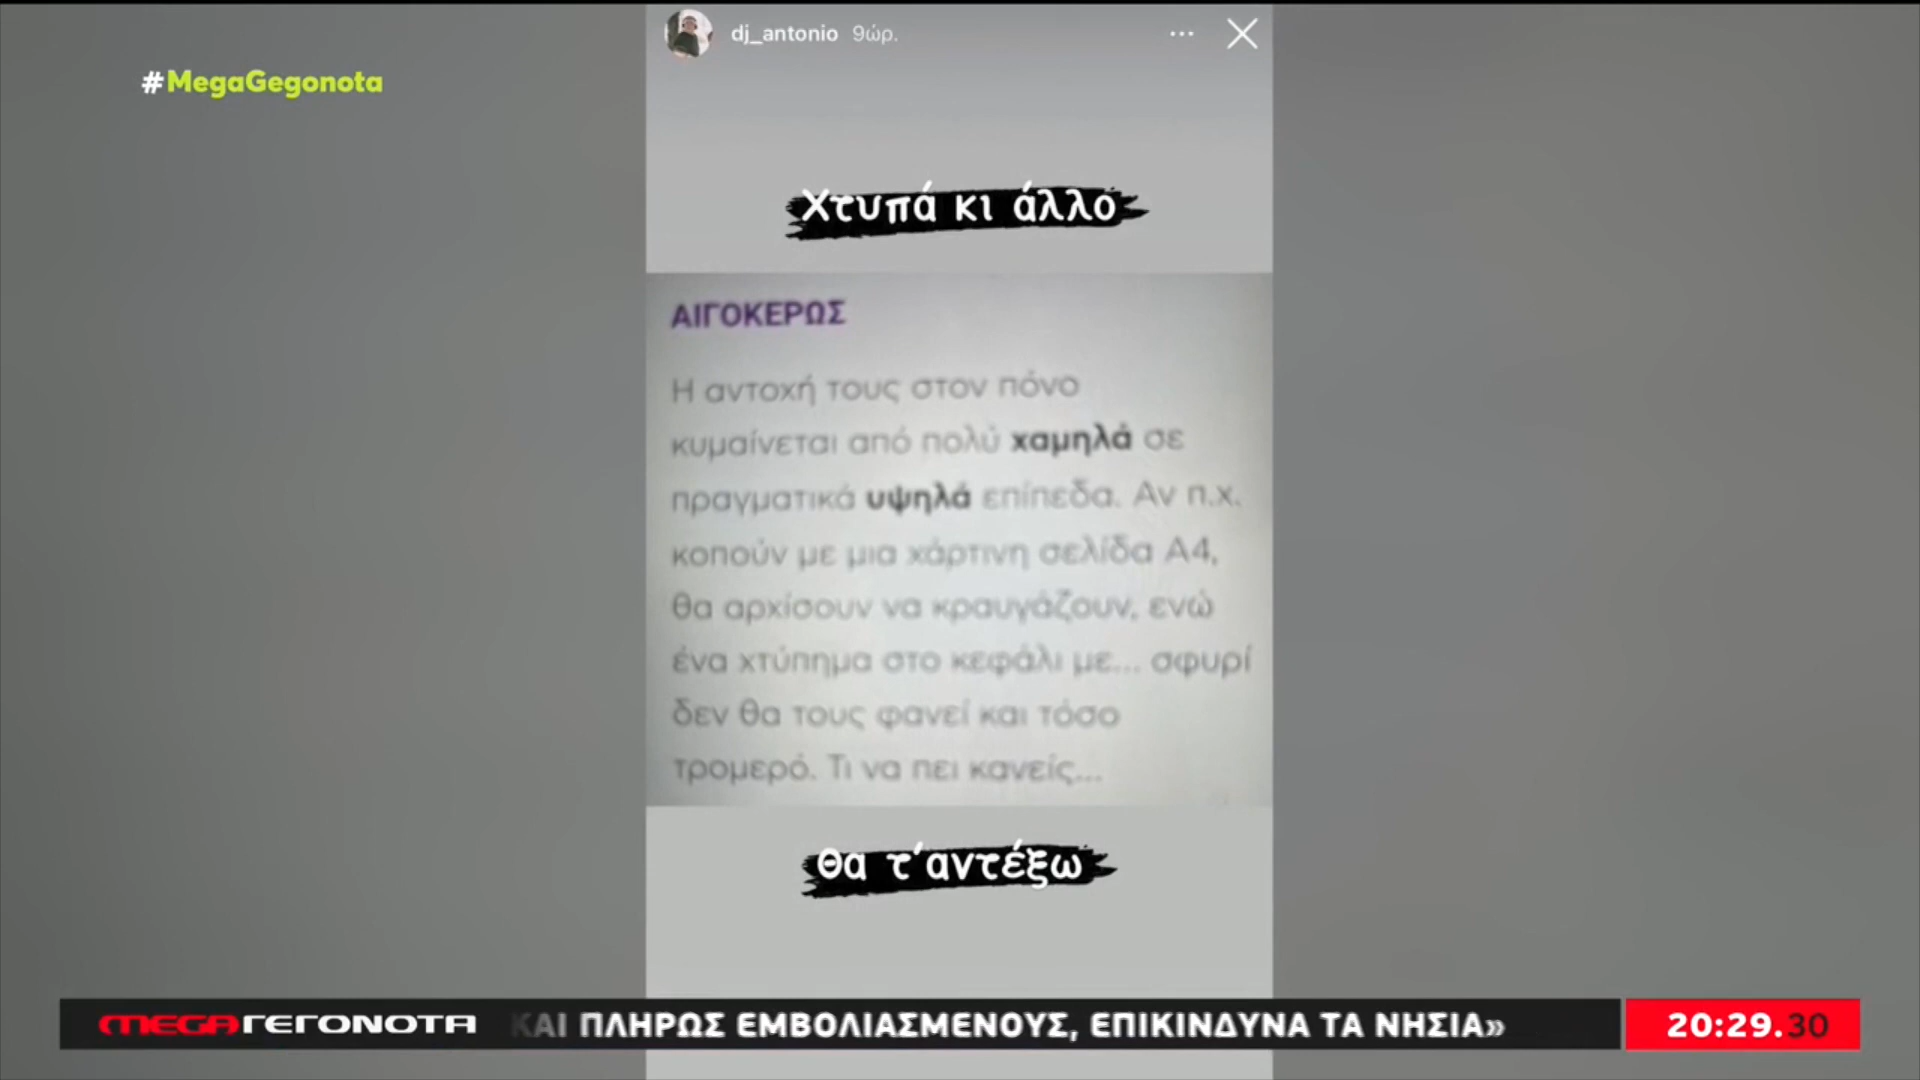 dj_antonio 9ώρ.
#MegaGegonota
Χτυπά κι άλλο
ΑΙΓΟΚΕΡΩΣ
Η αντοχή τους στον πόνο
κυμαίνεται από πολύ χαμηλά σε
πραγματικά υψηλά επίπεδα. Αν π.χ.
κοπούν με μια χάρτινη σελίδα Α4,
θα αρχίσουν να κραυγάζουν, ενώ
ένα χτύπημα στο κεφάλι με... σφυρί
δεν θα τους φανεί και τόσο
τρομερό. Τι να πει κανείς...
Θα τ'αντέξω
MEGA ΓΕΓΟΝΟΤΑ ΚΑΙ ΠΛΗΡΩΣ ΕΜΒΟΛΙΑΣΜΕΝΟΥΣ, ΕΠΙΚΙΝΔΥΝΑ ΤΑ ΝΗΣΙΑ» 20:29.30